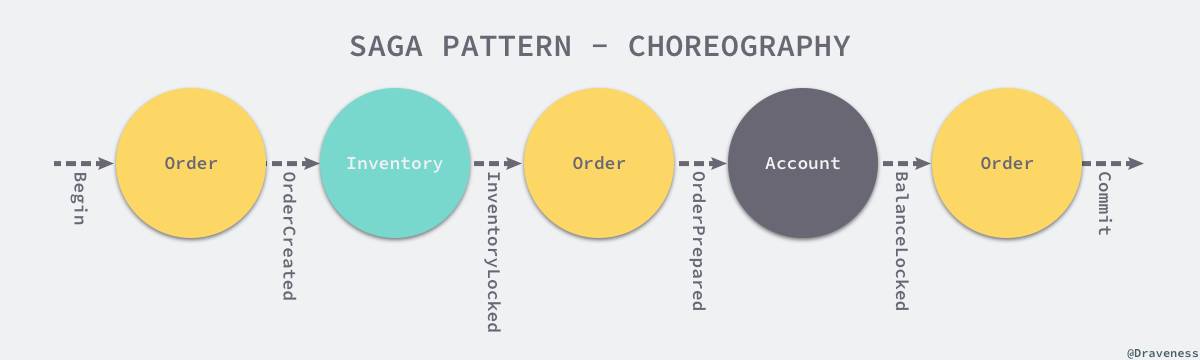 SAGA PATTERN - CHOREOGRAPHY
Begin
Order
OrderCreated
Inventory
InventoryLocked
Order
OrderPrepared
Account
BalanceLocked
Order
Commit
@Draveness